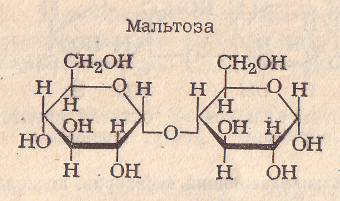 Мальтоза
CH₂OH CH₂OH
H O H H O H
H H
OH H OH H
HO O OH
H OH H OH